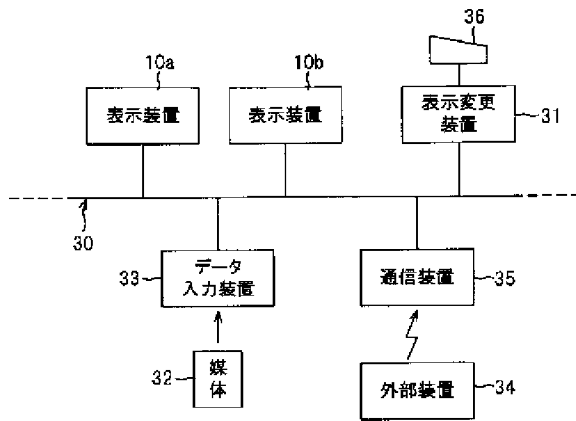 36
10a
10b
表示装置
表示装置
表示変更
装置
31
30
33
データ
入力装置
通信装置
35
32
媒
体
外部装置
34